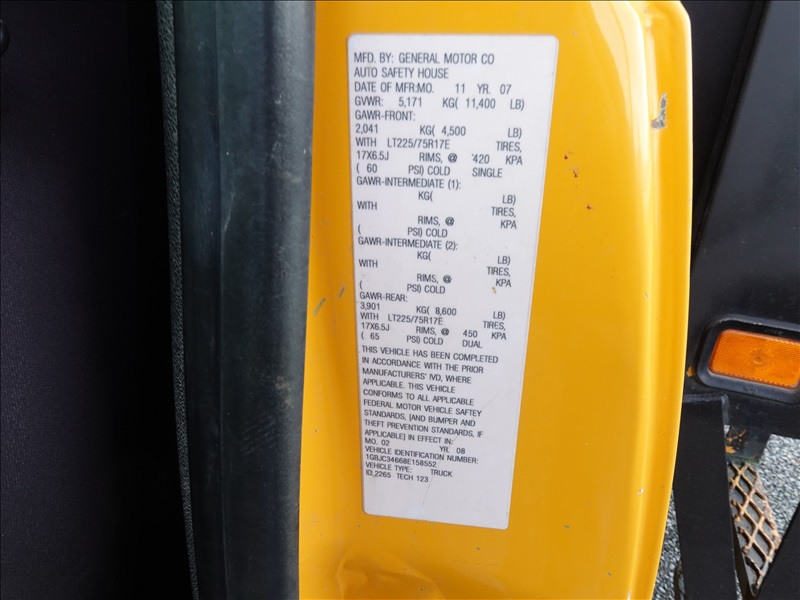 MFD. BY: GENERAL MOTOR CO
AUTO SAFETY HOUSE
DATE OF MFR:MO. 11 YR. 07
GVWR: 5,171 KG( 11,400 LB)
GAWR-FRONT:
2,041 KG( 4,500 LB)
WITH LT225/75R17E TIRES,
17X6.5J RIMS, @ 420 KPA
( 60 PSI) COLD SINGLE
GAWR-INTERMEDIATE (1):
KG( LB)
WITH TIRES,
RIMS, @ KPA
( PSI) COLD
GAWR-INTERMEDIATE (2):
KG( LB)
WITH TIRES,
RIMS, @ KPA
( PSI) COLD
GAWR-REAR:
3,901 KG( 8,600 LB)
WITH LT225/75R17E TIRES,
17X6.5J RIMS, @ 450 KPA
( 65 PSI) COLD DUAL
THIS VEHICLE HAS BEEN COMPLETED
IN ACCORDANCE WITH THE PRIOR
MANUFACTURERS' IVD, WHERE
APPLICABLE. THIS VEHICLE
CONFORMS TO ALL APPLICABLE
FEDERAL MOTOR VEHICLE SAFTEY
STANDARDS, [AND BUMPER AND
THEFT PREVENTION STANDARDS, IF
APPLICABLE] IN EFFECT IN:
MO. 02 YR. 08
VEHICLE IDENTIFICATION NUMBER:
1GBJC34668E158552
VEHICLE TYPE: TRUCK
ID 2265 TECH 123